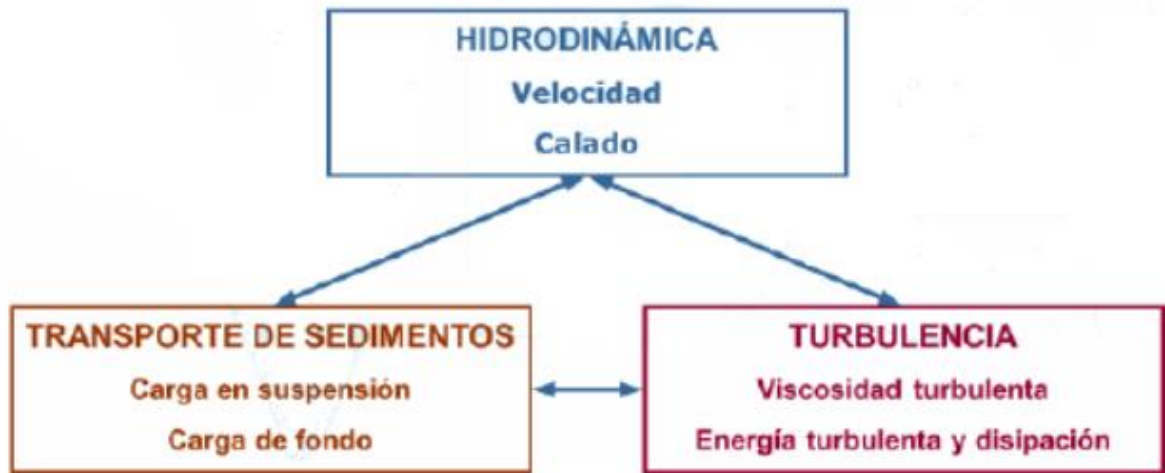 HIDRODINÁMICA
Velocidad
Calado
TRANSPORTE DE SEDIMENTOS
Carga en suspensión
Carga de fondo
TURBULENCIA
Viscosidad turbulenta
Energía turbulenta y disipación